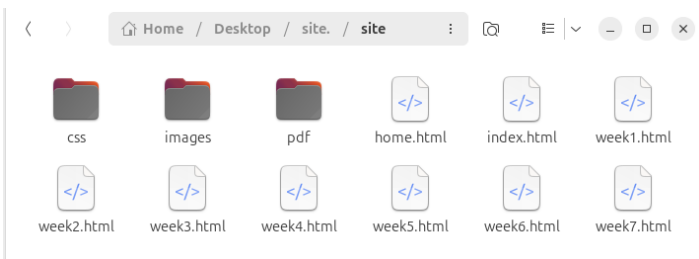 Home / Desktop / site. / site
</> </> </>
css images pdf home.html index.html week1.html
</> </> </> </> </> </>
week2.html week3.html week4.html week5.html week6.html week7.html